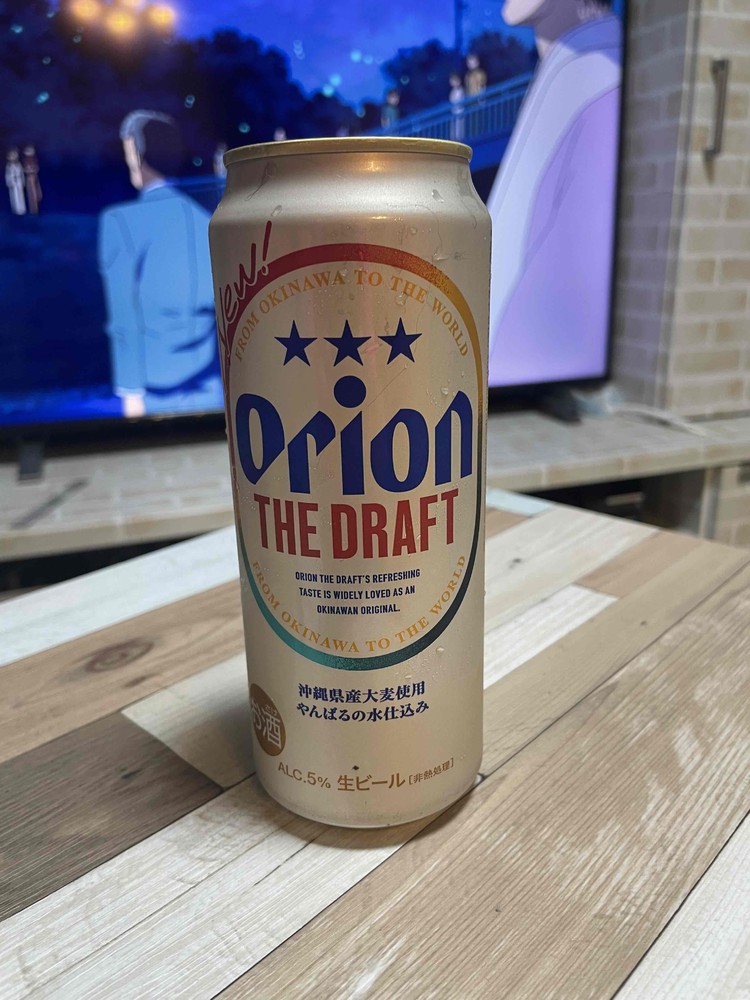 New!
FROM OKINAWA TO THE WORLD
Orion
THE DRAFT
ORION THE DRAFT'S REFRESHING
TASTE IS WIDELY LOVED AS AN
OKINAWAN ORIGINAL.
FROM OKINAWA TO THE WORLD
沖縄県産大麦使用
やんばるの水仕込み
お酒
ALC.5% 生ビール [非熱処理]